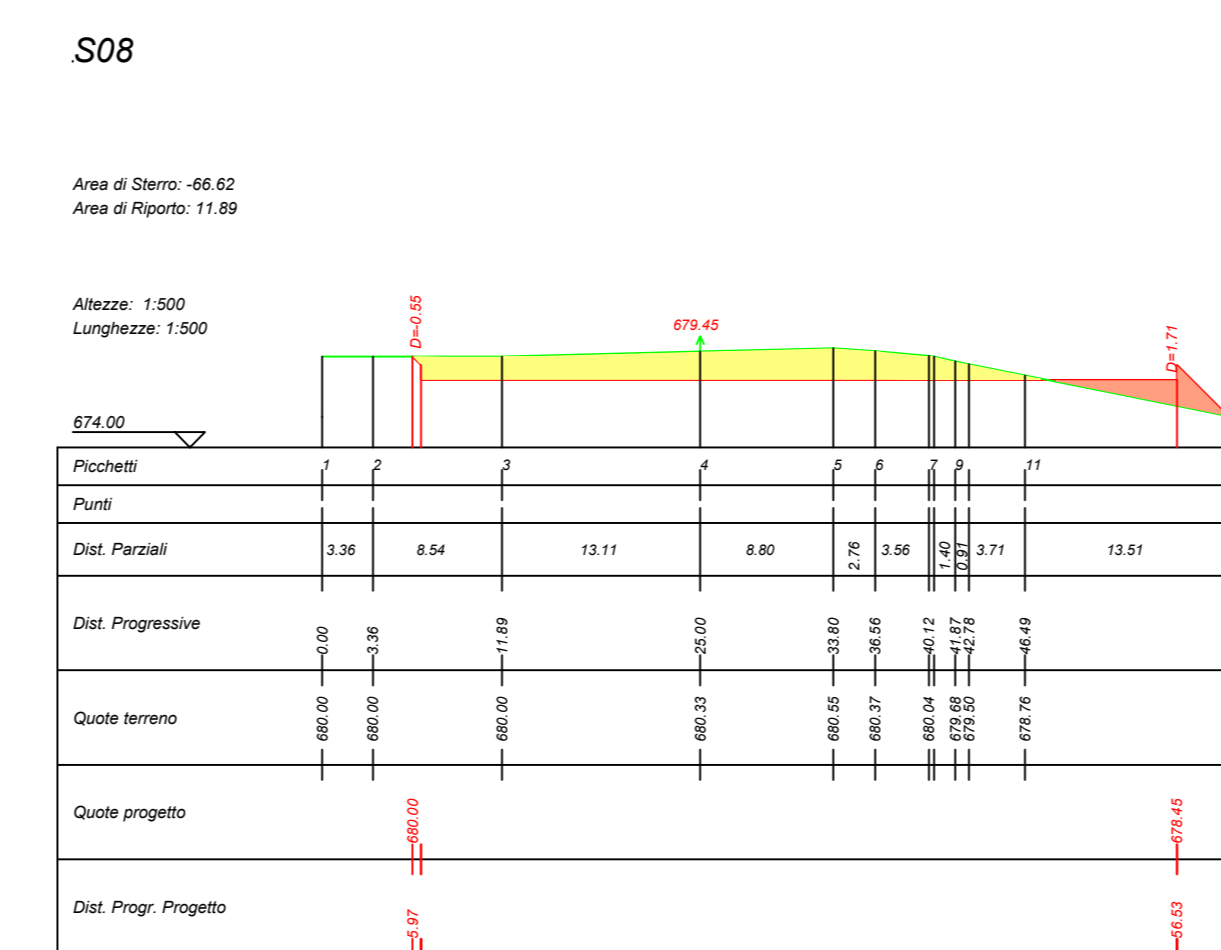 .S08
Area di Sterro: -66.62
Area di Riporto: 11.89
Altezze: 1:500
Lunghezze: 1:500
D=-0.55
679.45
D=1.71
674.00
Picchetti 1 2 3 4 5 6 7 9 11
Punti
Dist. Parziali 3.36 8.54 13.11 8.80 2.76 3.56 1.40 0.91 3.71 13.51
Dist. Progressive 0.00 3.36 11.89 25.00 33.80 36.56 40.12 41.87 42.78 46.49
Quote terreno 680.00 680.00 680.00 680.33 680.55 680.37 680.04 679.68 679.50 678.76
Quote progetto 680.00 678.45
Dist. Progr. Progetto 5.97 56.53